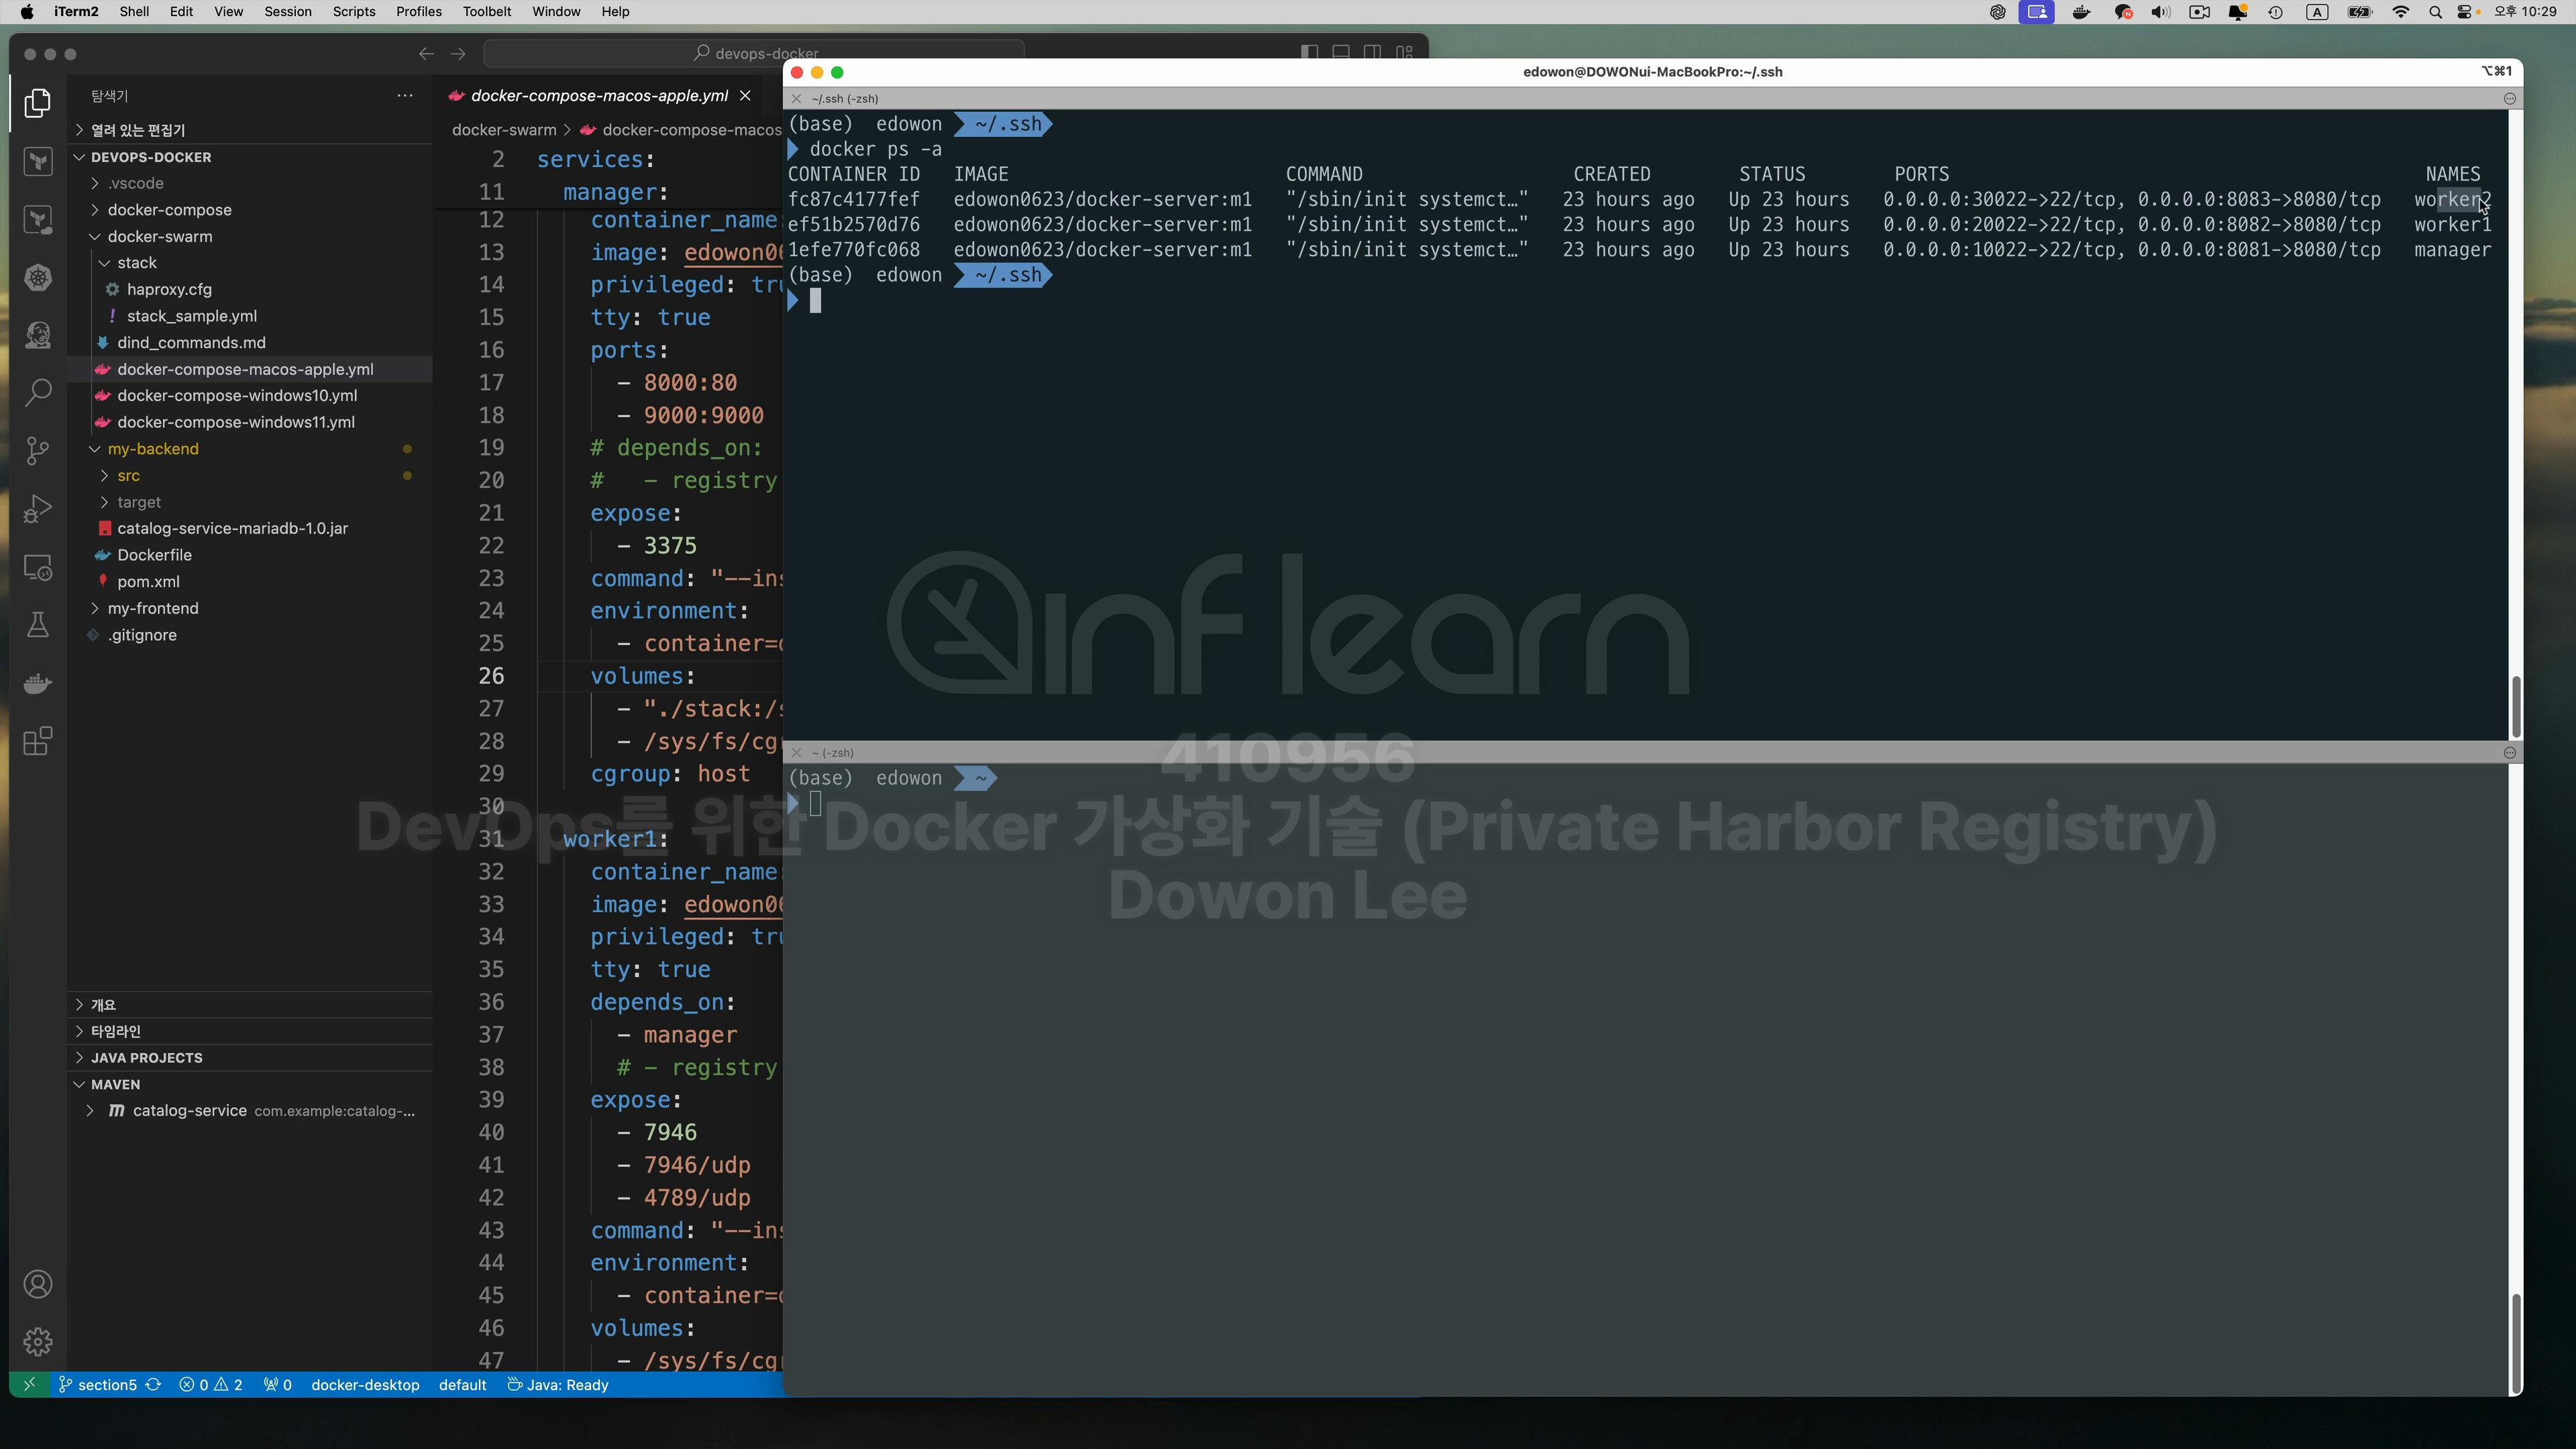 iTerm2 Shell Edit View Session Scripts Profiles Toolbelt Window Help
A 오후 10:29
devops-docker
탐색기
열려 있는 편집기
DEVOPS-DOCKER
.vscode
docker-compose
docker-swarm
stack
haproxy.cfg
stack_sample.yml
dind_commands.md
docker-compose-macos-apple.yml
docker-compose-windows10.yml
docker-compose-windows11.yml
my-backend
src
target
catalog-service-mariadb-1.0.jar
Dockerfile
pom.xml
my-frontend
.gitignore
개요
타임라인
JAVA PROJECTS
MAVEN
catalog-service com.example:catalog-...
docker-compose-macos-apple.yml
docker-swarm > docker-compose-macos
2 services:
11 manager:
12 container_name:
13 image: edowon06
14 privileged: tru
15 tty: true
16 ports:
17 - 8000:80
18 - 9000:9000
19 # depends_on:
20 # - registry
21 expose:
22 - 3375
23 command: "--ins
24 environment:
25 - container=d
26 volumes:
27 - "./stack:/s
28 - /sys/fs/cgr
29 cgroup: host
30
31 worker1:
32 container_name:
33 image: edowon06
34 privileged: tru
35 tty: true
36 depends_on:
37 - manager
38 # - registry
39 expose:
40 - 7946
41 - 7946/udp
42 - 4789/udp
43 command: "--ins
44 environment:
45 - container=d
46 volumes:
47 - /sys/fs/cgr
section5 0 2 0 docker-desktop default Java: Ready
edowon@DOWONui-MacBookPro:~/.ssh ⌥⌘1
~/.ssh (-zsh)
(base) edowon ~/.ssh
docker ps -a
CONTAINER ID IMAGE COMMAND CREATED STATUS PORTS NAMES
fc87c4177fef edowon0623/docker-server:m1 "/sbin/init systemct…" 23 hours ago Up 23 hours 0.0.0.0:30022->22/tcp, 0.0.0.0:8083->8080/tcp worker2
ef51b2570d76 edowon0623/docker-server:m1 "/sbin/init systemct…" 23 hours ago Up 23 hours 0.0.0.0:20022->22/tcp, 0.0.0.0:8082->8080/tcp worker1
1efe770fc068 edowon0623/docker-server:m1 "/sbin/init systemct…" 23 hours ago Up 23 hours 0.0.0.0:10022->22/tcp, 0.0.0.0:8081->8080/tcp manager
(base) edowon ~/.ssh
~ (-zsh)
(base) edowon ~
inflearn
410956
DevOps를 위한 Docker 가상화 기술 (Private Harbor Registry)
Dowon Lee